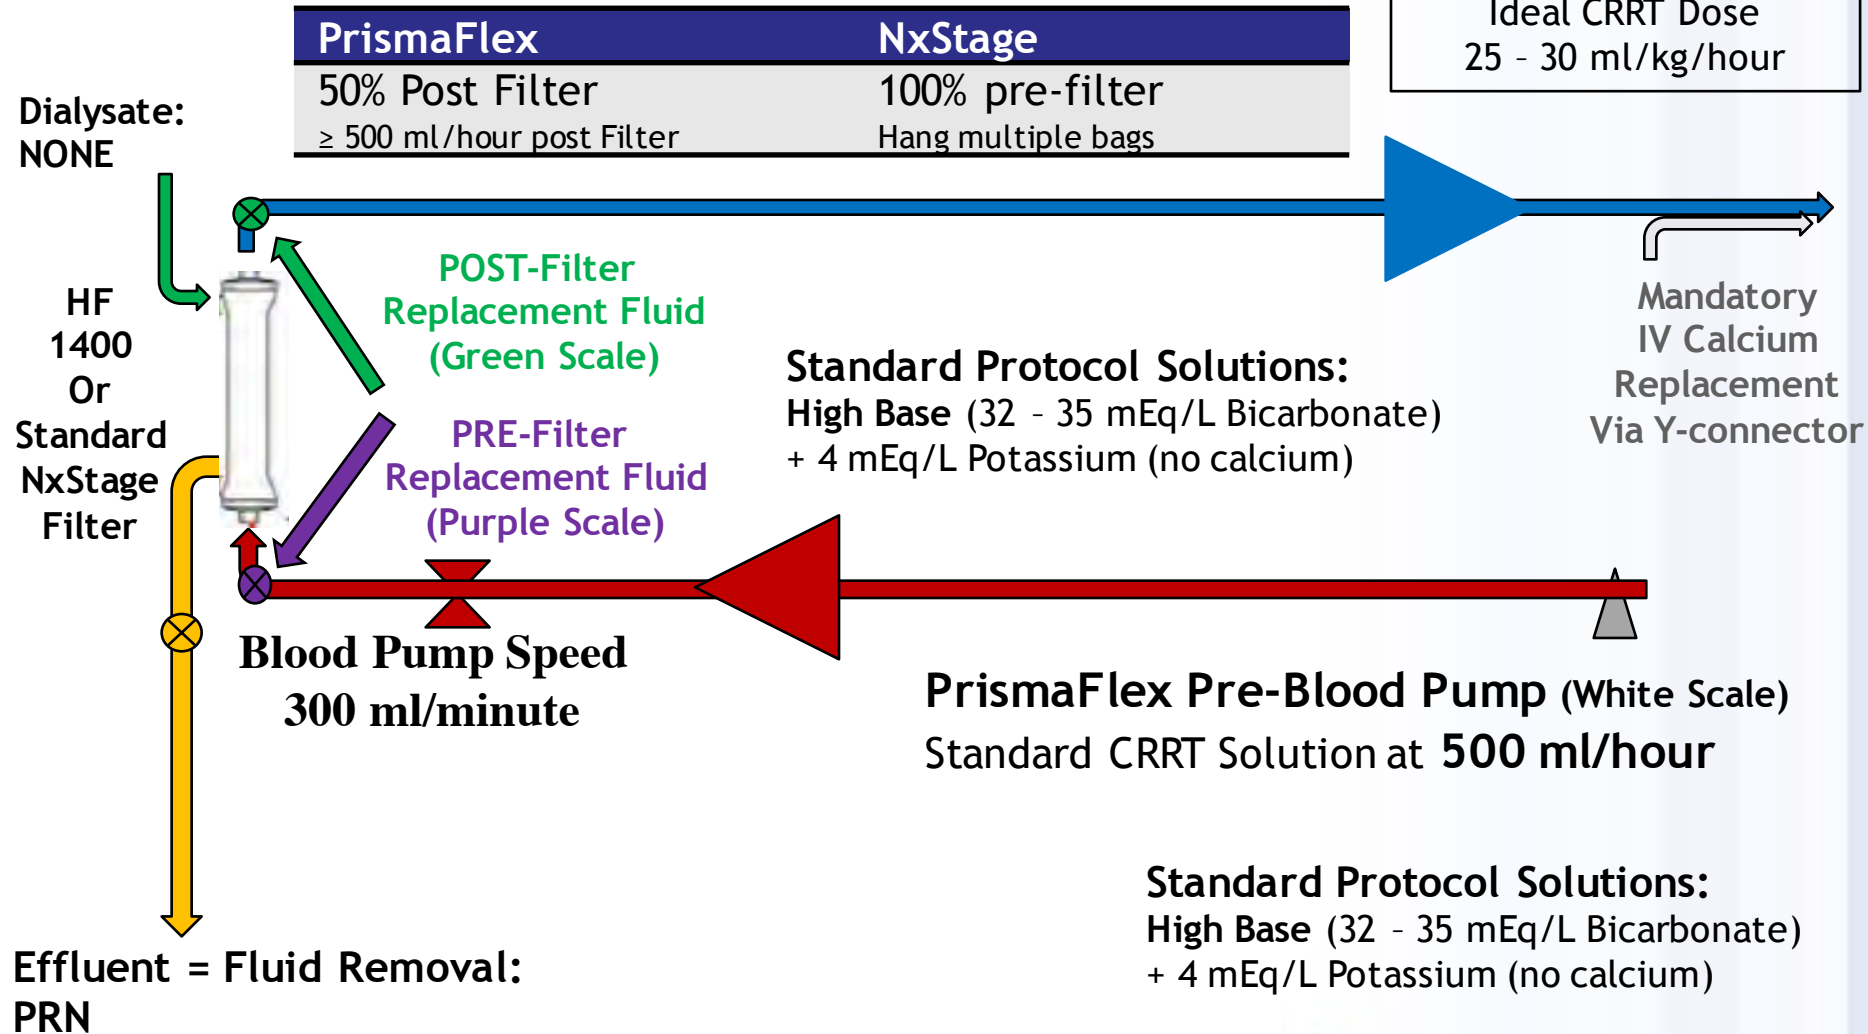 Ideal CRRT Dose
25 – 30 ml/kg/hour
PrismaFlex NxStage
50% Post Filter 100% pre-filter
≥ 500 ml/hour post Filter Hang multiple bags
Dialysate:
NONE
HF
1400
Or
Standard
NxStage
Filter
POST-Filter
Replacement Fluid
(Green Scale)
PRE-Filter
Replacement Fluid
(Purple Scale)
Standard Protocol Solutions:
High Base (32 – 35 mEq/L Bicarbonate)
+ 4 mEq/L Potassium (no calcium)
Mandatory
IV Calcium
Replacement
Via Y-connector
Blood Pump Speed
300 ml/minute
PrismaFlex Pre-Blood Pump (White Scale)
Standard CRRT Solution at 500 ml/hour
Standard Protocol Solutions:
High Base (32 – 35 mEq/L Bicarbonate)
+ 4 mEq/L Potassium (no calcium)
Effluent = Fluid Removal:
PRN